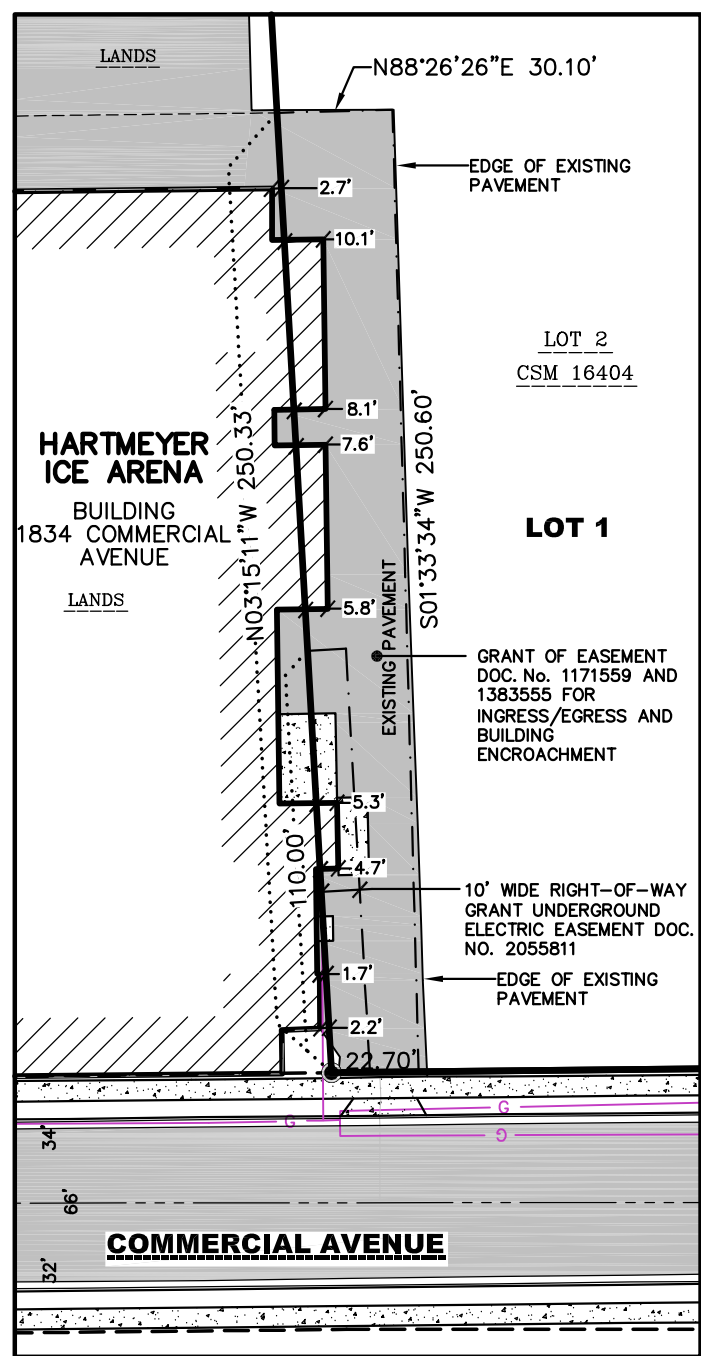 LANDS
N88°26'26"E 30.10'
EDGE OF EXISTING
PAVEMENT
2.7'
10.1'
LOT 2
CSM 16404
8.1'
7.6'
HARTMEYER
ICE ARENA
BUILDING
1834 COMMERCIAL
AVENUE
LANDS
N03°15'11"W 250.33'
S01°33'34"W 250.60'
LOT 1
5.8'
EXISTING PAVEMENT
GRANT OF EASEMENT
DOC. No. 1171559 AND
1383555 FOR
INGRESS/EGRESS AND
BUILDING
ENCROACHMENT
5.3'
110.00'
4.7'
10' WIDE RIGHT-OF-WAY
GRANT UNDERGROUND
ELECTRIC EASEMENT DOC.
NO. 2055811
1.7'
EDGE OF EXISTING
PAVEMENT
2.2'
22.70'
G
G
G
34'
66'
32'
COMMERCIAL AVENUE